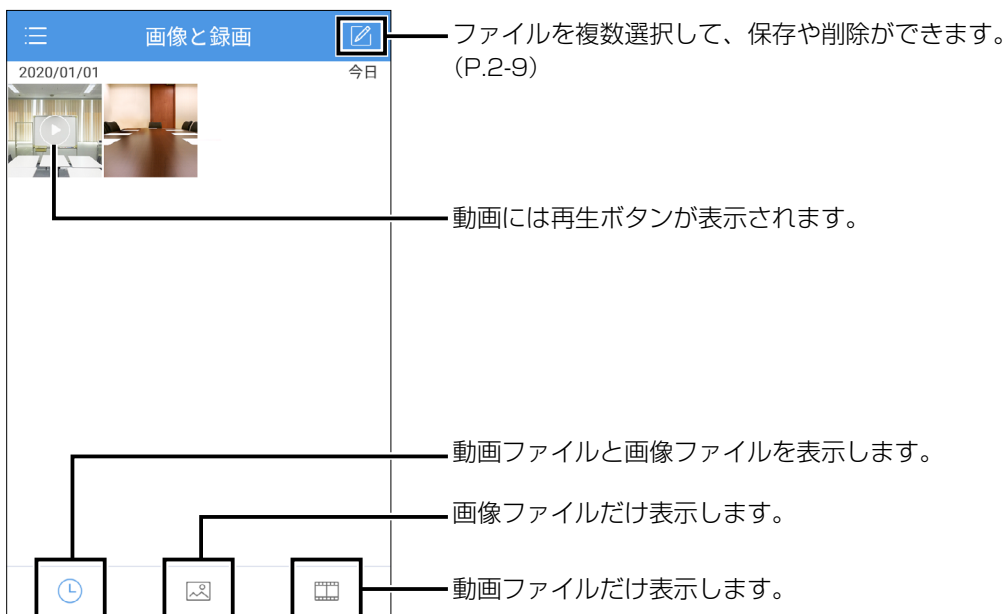 画像と録画
ファイルを複数選択して、保存や削除ができます。
(P.2-9)
2020/01/01
今日
動画には再生ボタンが表示されます。
動画ファイルと画像ファイルを表示します。
画像ファイルだけ表示します。
動画ファイルだけ表示します。